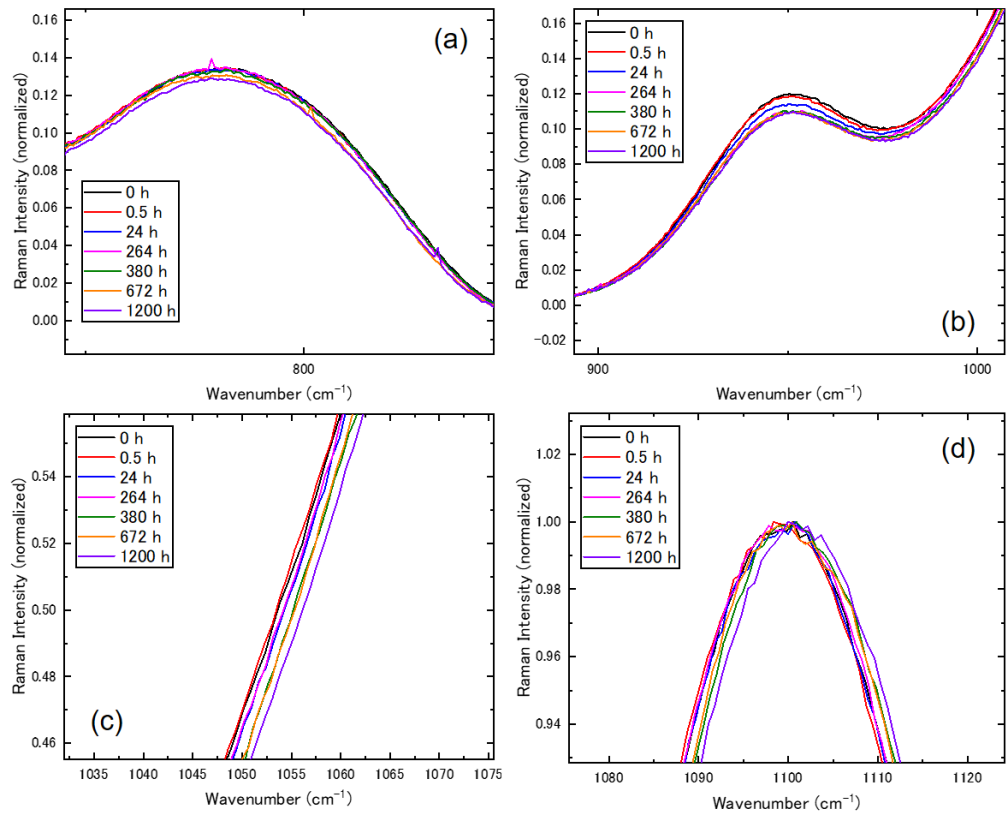 (a)
Raman Intensity (normalized)
0.16
0.14
0.12
0.10
0.08
0.06
0.04
0.02
0.00
0 h
0.5 h
24 h
264 h
380 h
672 h
1200 h
800
Wavenumber (cm⁻¹)
(b)
Raman Intensity (normalized)
0.16
0.14
0.12
0.10
0.08
0.06
0.04
0.02
0.00
-0.02
0 h
0.5 h
24 h
264 h
380 h
672 h
1200 h
900
1000
Wavenumber (cm⁻¹)
(c)
Raman Intensity (normalized)
0.54
0.52
0.50
0.48
0.46
0 h
0.5 h
24 h
264 h
380 h
672 h
1200 h
1035 1040 1045 1050 1055 1060 1065 1070 1075
Wavenumber (cm⁻¹)
(d)
Raman Intensity (normalized)
1.02
1.00
0.98
0.96
0.94
0 h
0.5 h
24 h
264 h
380 h
672 h
1200 h
1080 1090 1100 1110 1120
Wavenumber (cm⁻¹)